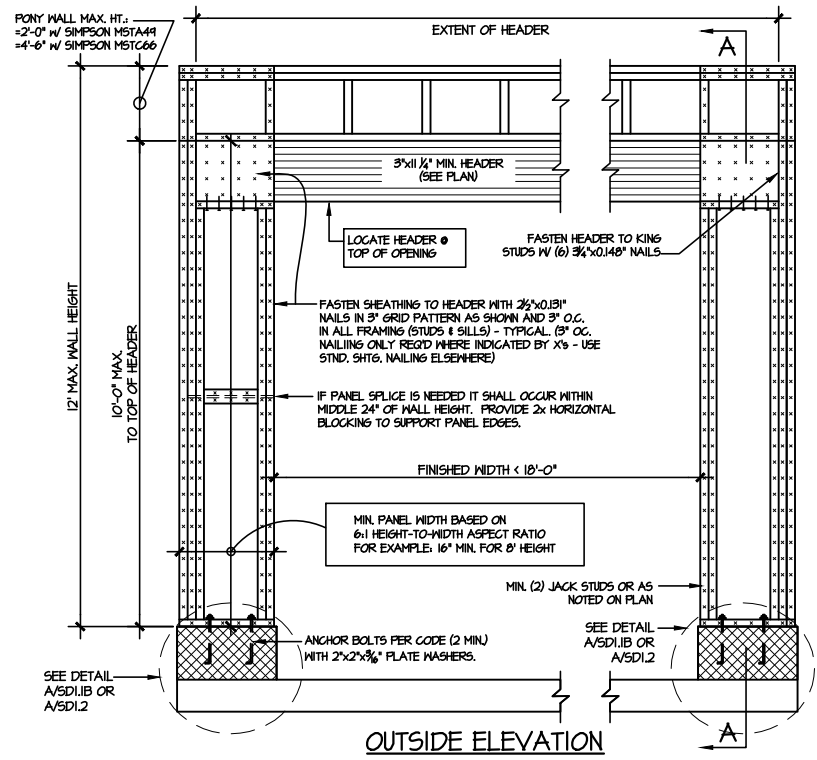 PONY WALL MAX. HT.:
=2'-0" W/ SIMPSON MSTA49
=4'-6" W/ SIMPSON MSTC66
EXTENT OF HEADER
A
3"x11 1/4" MIN. HEADER
(SEE PLAN)
LOCATE HEADER @
TOP OF OPENING
FASTEN HEADER TO KING
STUDS W/ (6) 3/4"x0.148" NAILS
12' MAX. WALL HEIGHT
10'-0" MAX.
TO TOP OF HEADER
FASTEN SHEATHING TO HEADER WITH 2 1/2"x0.131"
NAILS IN 3" GRID PATTERN AS SHOWN AND 3" O.C.
IN ALL FRAMING (STUDS & SILLS) - TYPICAL. (3" OC.
NAILIING ONLY REQ'D WHERE INDICATED BY X's - USE
STND. SHTG. NAILING ELSEWHERE)
IF PANEL SPLICE IS NEEDED IT SHALL OCCUR WITHIN
MIDDLE 24" OF WALL HEIGHT. PROVIDE 2x HORIZONTAL
BLOCKING TO SUPPORT PANEL EDGES.
FINISHED WIDTH < 18'-0"
MIN. PANEL WIDTH BASED ON
6:1 HEIGHT-TO-WIDTH ASPECT RATIO
FOR EXAMPLE: 16" MIN. FOR 8' HEIGHT
MIN. (2) JACK STUDS OR AS
NOTED ON PLAN
ANCHOR BOLTS PER CODE (2 MIN.)
WITH 2"x2"x3/16" PLATE WASHERS.
SEE DETAIL
A/SD1.1B OR
A/SD1.2
SEE DETAIL
A/SD1.1B OR
A/SD1.2
A
OUTSIDE ELEVATION